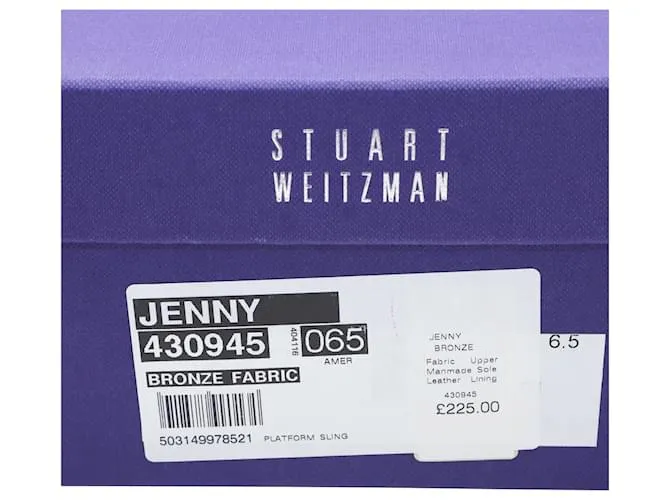 STUART
WEITZMAN
JENNY
430945
404116
065
AMER
BRONZE FABRIC
503149978521
PLATFORM SLING
JENNY
BRONZE
Fabric Upper
Manmade Sole
Leather Lining
430945
£225.00
6.5